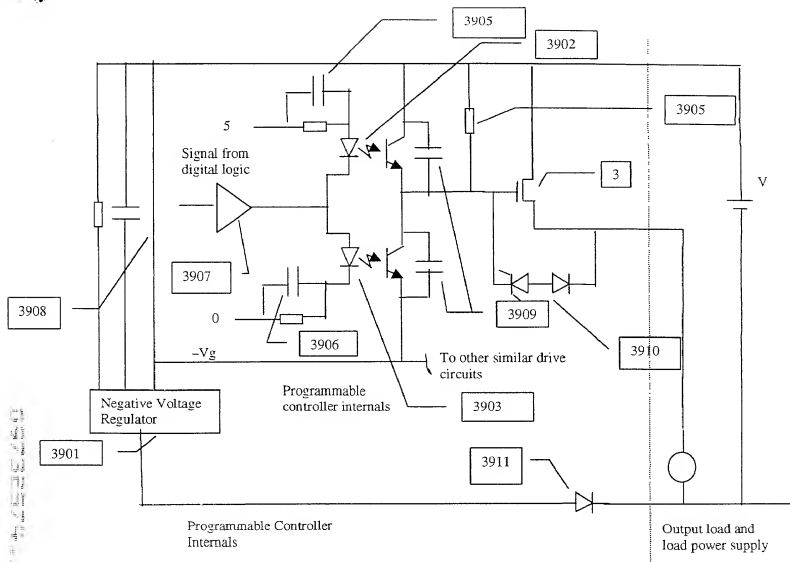 3905
3902
3905
5
Signal from
digital logic
3
V
3907
3908
3909
0
3906
3910
–Vg
To other similar drive
circuits
Programmable
controller internals
3903
Negative Voltage
Regulator
3901
3911
Programmable Controller
Internals
Output load and
load power supply